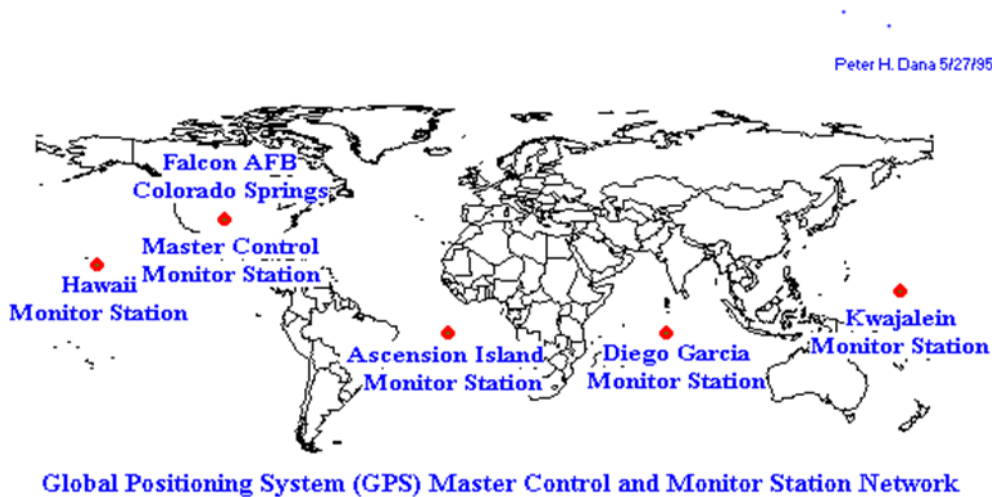 Peter H. Dana 5/27/95
Falcon AFB
Colorado Springs
Master Control
Monitor Station
Hawaii
Monitor Station
Ascension Island
Monitor Station
Diego Garcia
Monitor Station
Kwajalein
Monitor Station
Global Positioning System (GPS) Master Control and Monitor Station Network